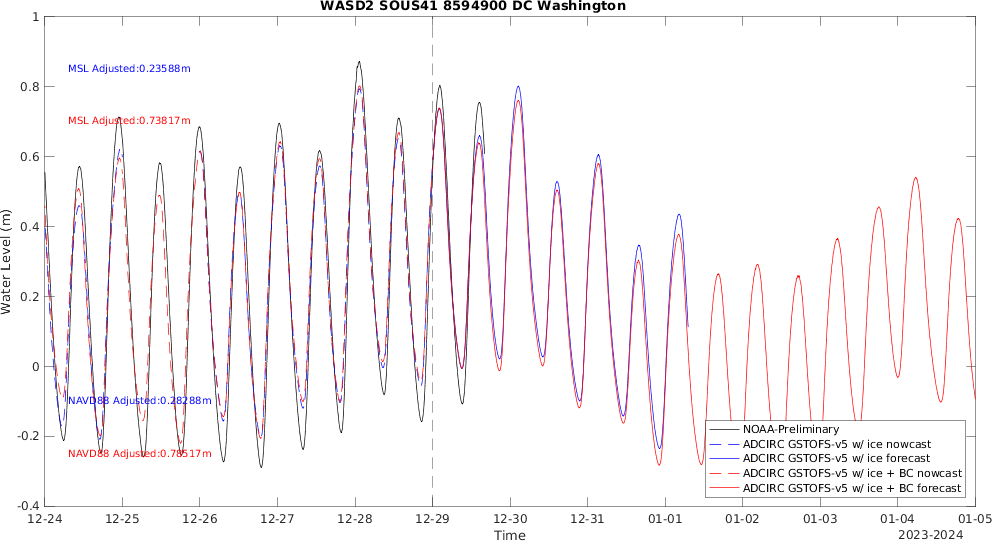 WASD2 SOUS41 8594900 DC Washington
1
0.8
0.6
0.4
0.2
0
-0.2
-0.4
Water Level (m)
MSL Adjusted:0.23588m
MSL Adjusted:0.73817m
NAVD88 Adjusted:0.28288m
NAVD88 Adjusted:0.78517m
NOAA-Preliminary
ADCIRC GSTOFS-v5 w/ ice nowcast
ADCIRC GSTOFS-v5 w/ ice forecast
ADCIRC GSTOFS-v5 w/ ice + BC nowcast
ADCIRC GSTOFS-v5 w/ ice + BC forecast
12-24 12-25 12-26 12-27 12-28 12-29 12-30 12-31 01-01 01-02 01-03 01-04 01-05
Time
2023-2024